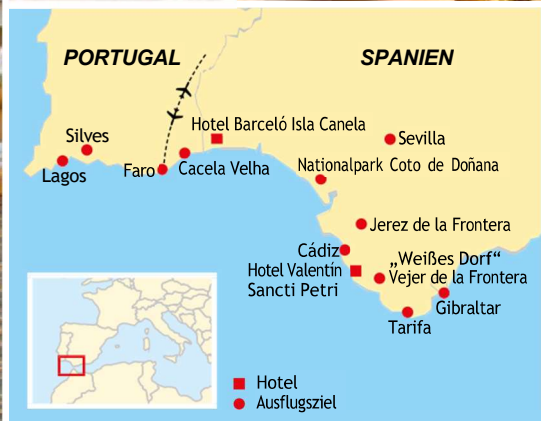 PORTUGAL
SPANIEN
Hotel Barceló Isla Canela
Silves
Sevilla
Lagos
Faro
Cacela Velha
Nationalpark Coto de Doñana
Jerez de la Frontera
Cádiz
„Weißes Dorf“
Hotel Valentín
Vejer de la Frontera
Sancti Petri
Gibraltar
Tarifa
Hotel
Ausflugsziel